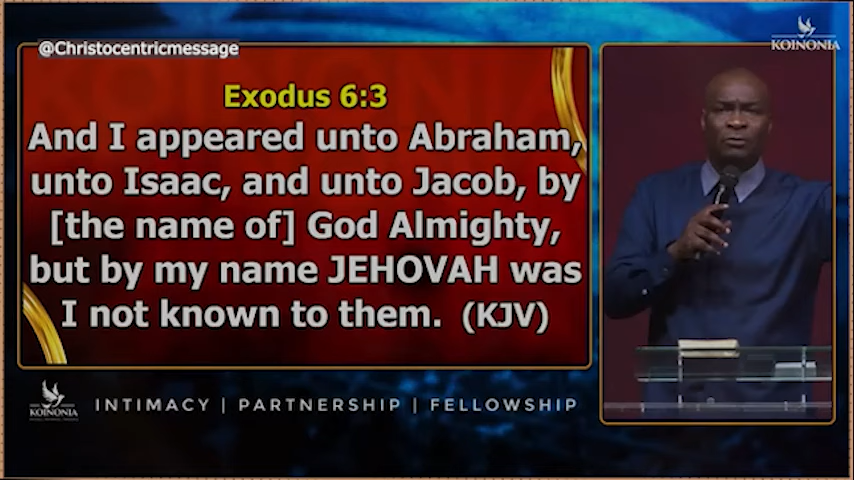 @Christocentricmessage
KOINONIA
Exodus 6:3
And I appeared unto Abraham,
unto Isaac, and unto Jacob, by
[the name of] God Almighty,
but by my name JEHOVAH was
I not known to them. (KJV)
KOINONIA
INTIMACY | PARTNERSHIP | FELLOWSHIP